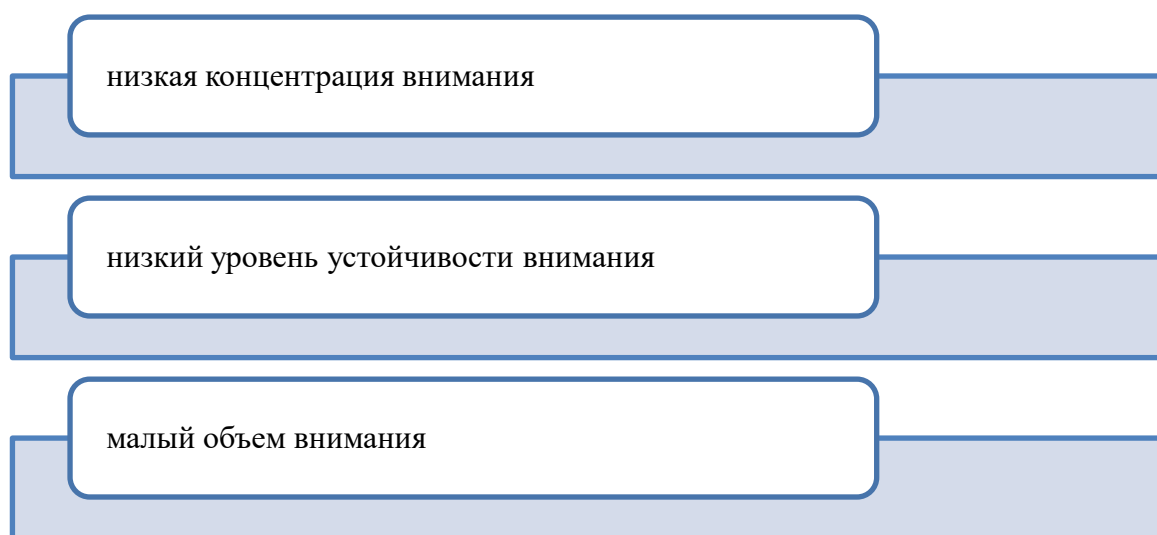 низкая концентрация внимания
низкий уровень устойчивости внимания
малый объем внимания